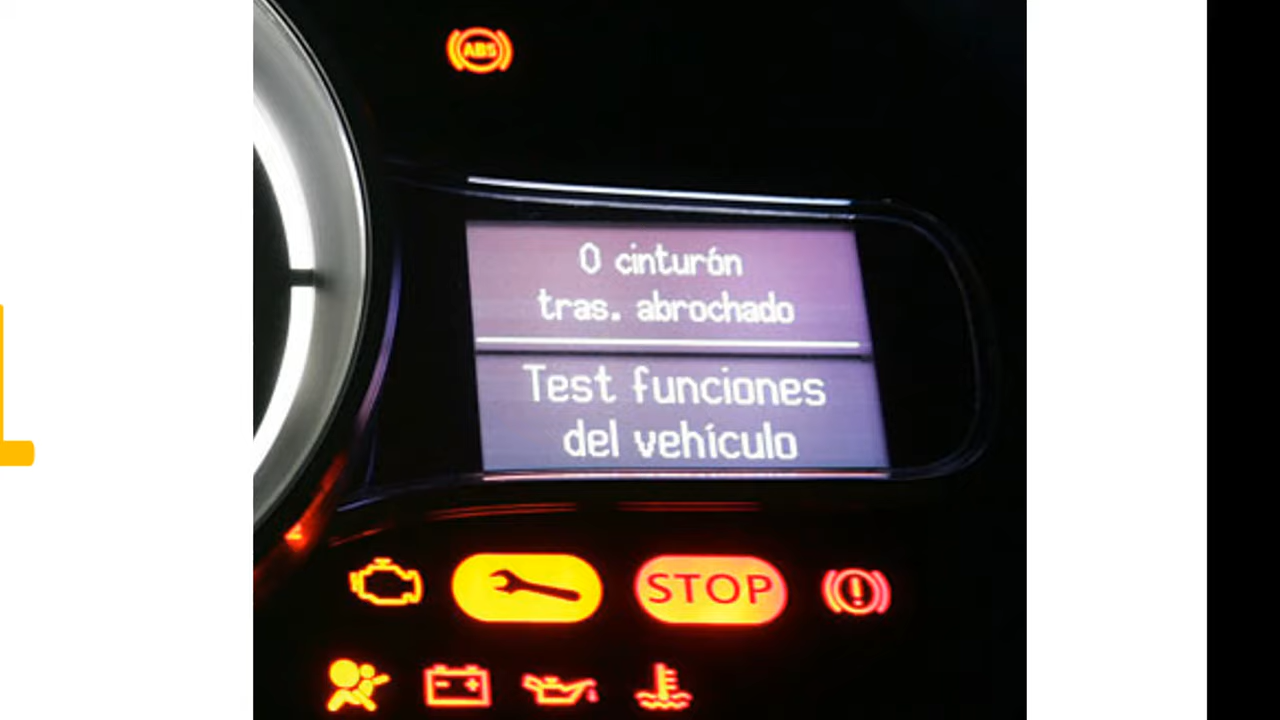 ABS
0 cinturón
tras. abrochado
Test funciones
del vehículo
STOP